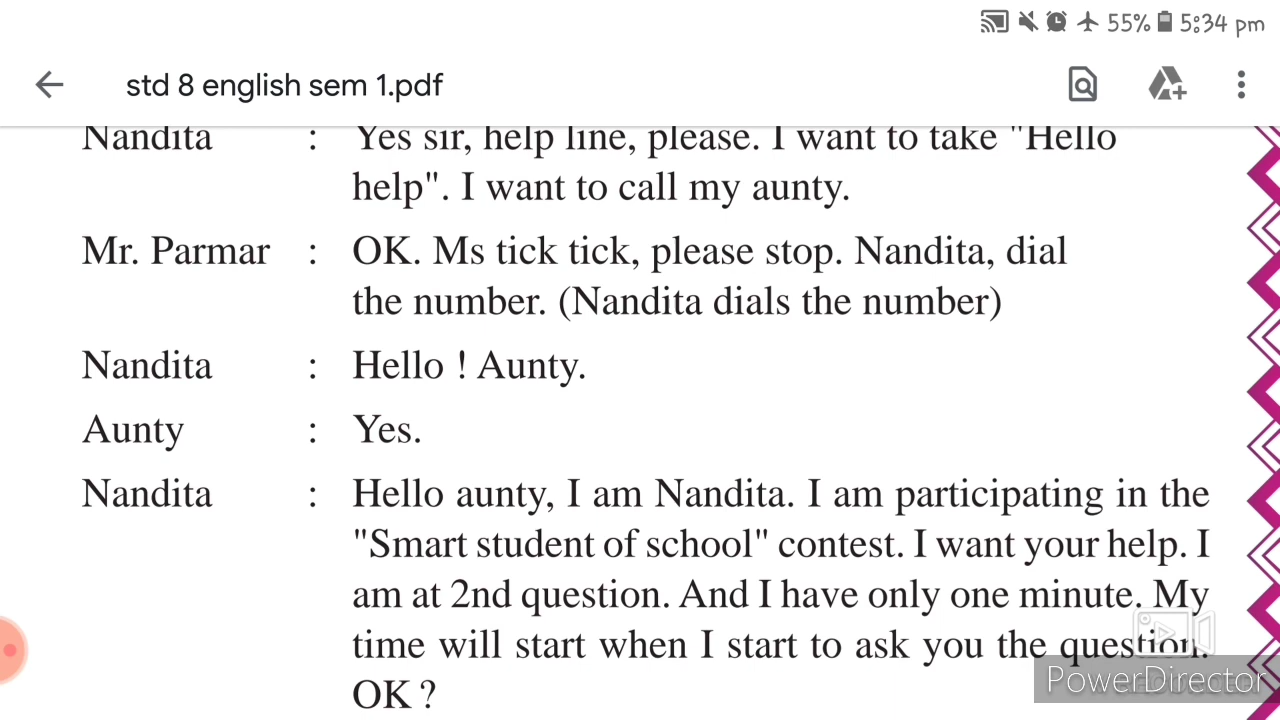 55% 5:34 pm
std 8 english sem 1.pdf
Nandita : Yes sir, help line, please. I want to take "Hello
help". I want to call my aunty.
Mr. Parmar : OK. Ms tick tick, please stop. Nandita, dial
the number. (Nandita dials the number)
Nandita : Hello ! Aunty.
Aunty : Yes.
Nandita : Hello aunty, I am Nandita. I am participating in the
"Smart student of school" contest. I want your help. I
am at 2nd question. And I have only one minute. My
time will start when I start to ask you the question.
OK ?
PowerDirector